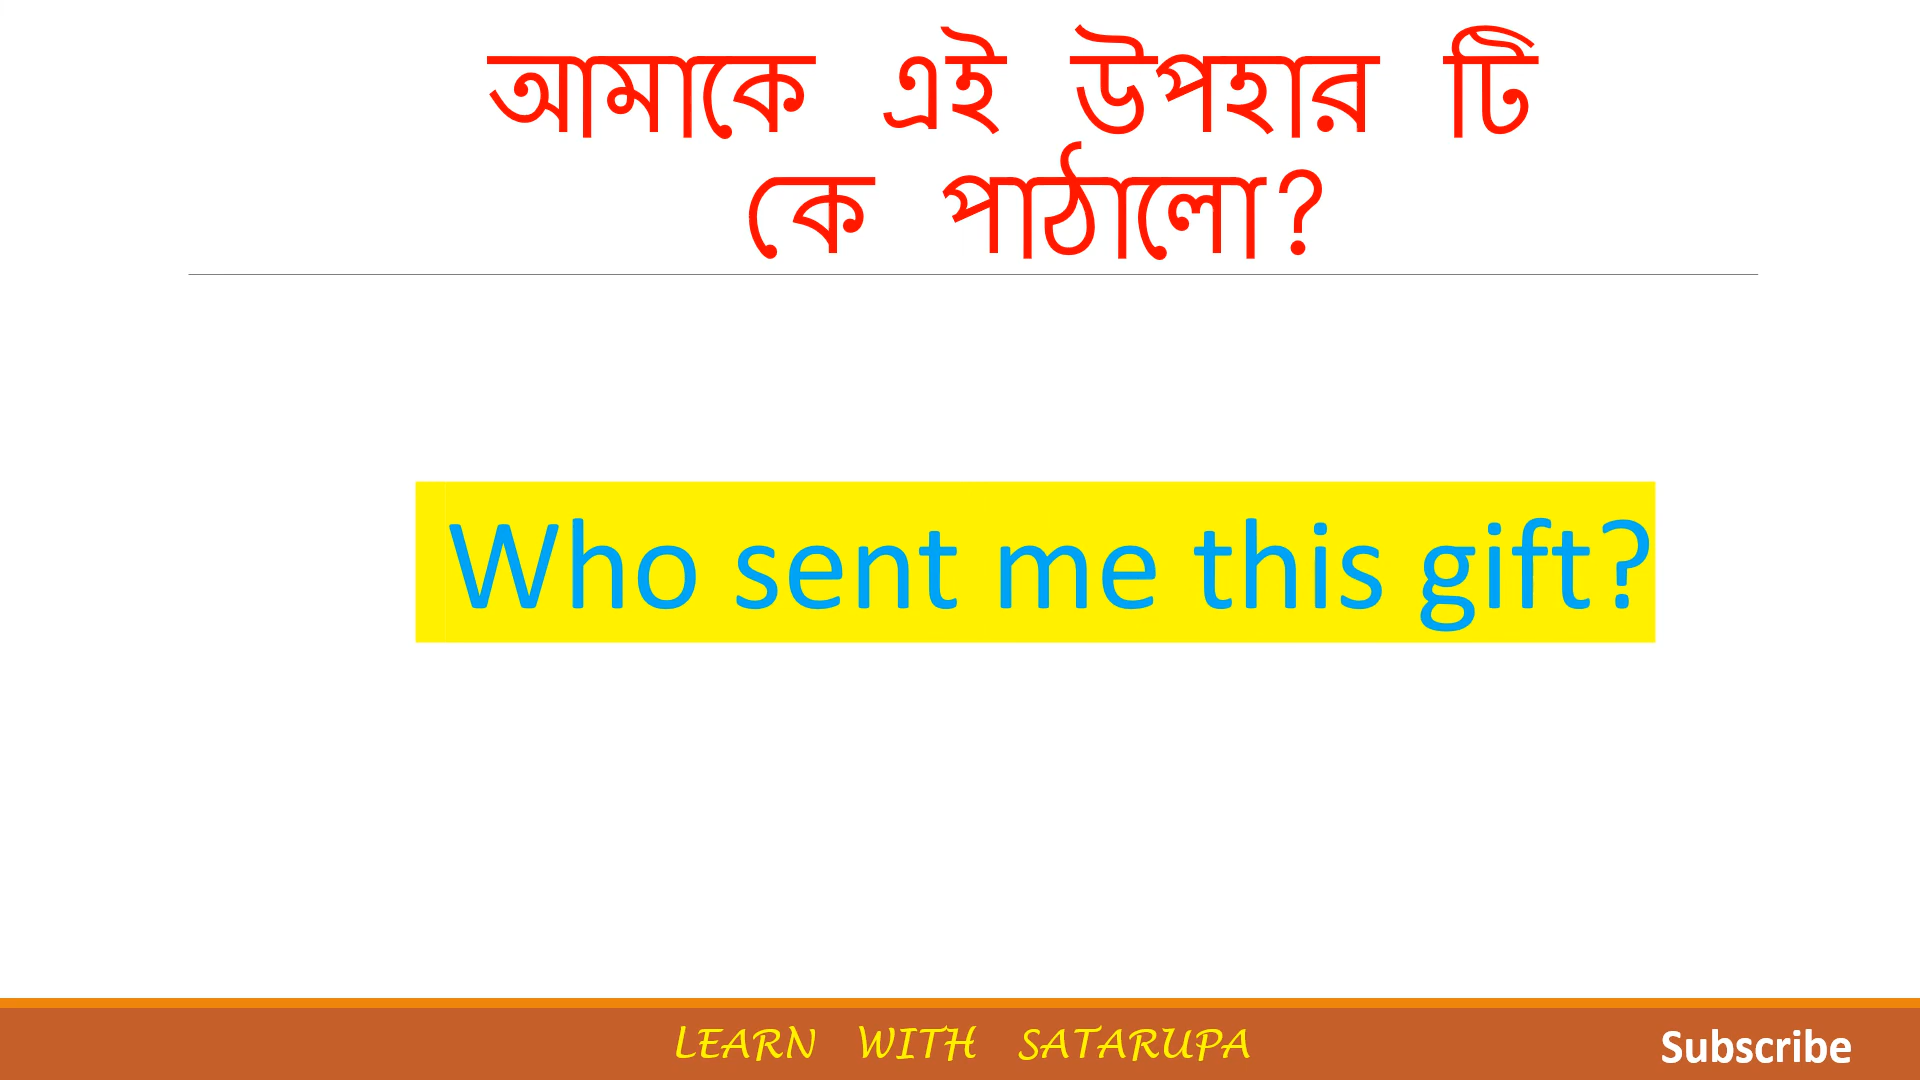 আমাকে এই উপহার টি
কে পাঠালো?
Who sent me this gift?
LEARN WITH SATARUPA
Subscribe